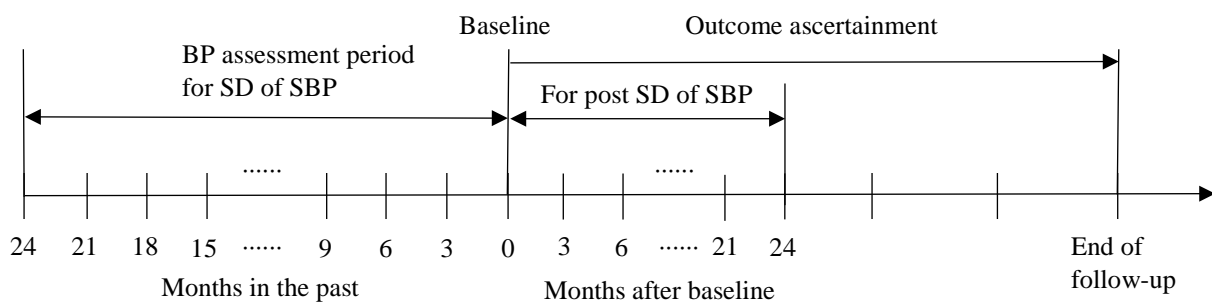 Baseline
Outcome ascertainment
BP assessment period
for SD of SBP
For post SD of SBP
...... ......
24 21 18 15 ...... 9 6 3 0 3 6 ...... 21 24
End of
follow-up
Months in the past
Months after baseline